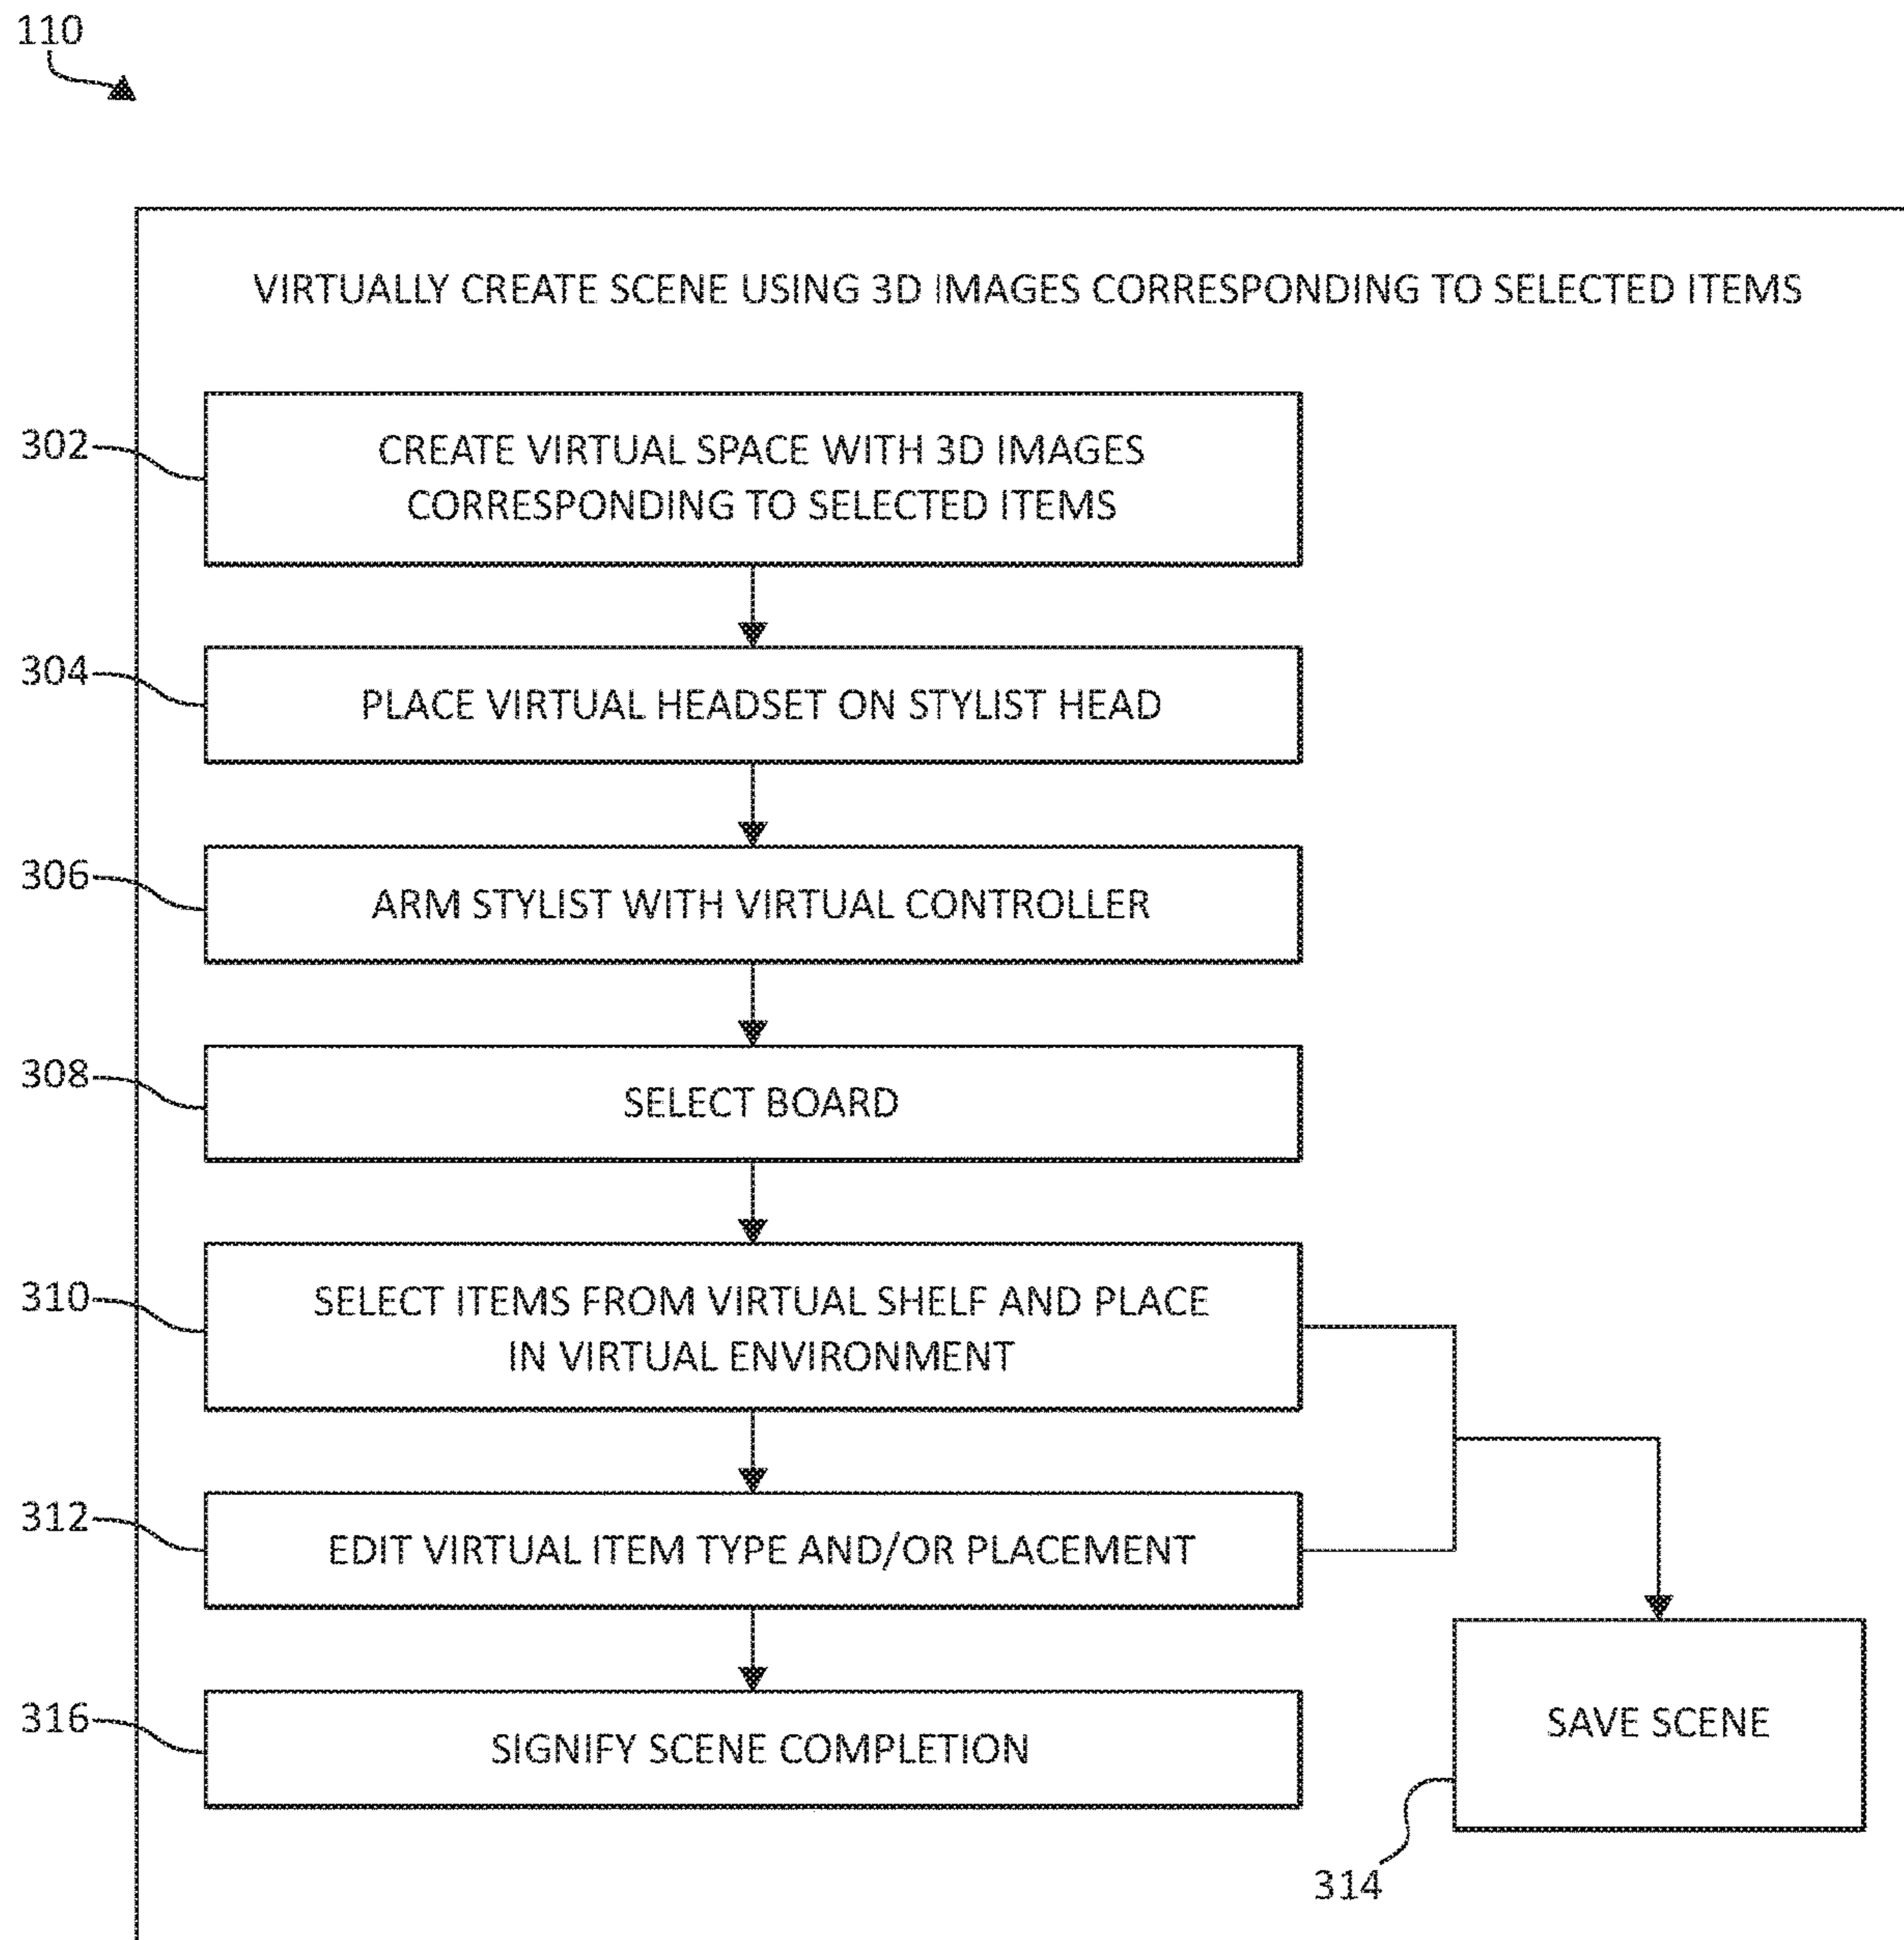 110
VIRTUALLY CREATE SCENE USING 3D IMAGES CORRESPONDING TO SELECTED ITEMS
302
CREATE VIRTUAL SPACE WITH 3D IMAGES
CORRESPONDING TO SELECTED ITEMS
304
PLACE VIRTUAL HEADSET ON STYLIST HEAD
306
ARM STYLIST WITH VIRTUAL CONTROLLER
308
SELECT BOARD
310
SELECT ITEMS FROM VIRTUAL SHELF AND PLACE
IN VIRTUAL ENVIRONMENT
312
EDIT VIRTUAL ITEM TYPE AND/OR PLACEMENT
316
SIGNIFY SCENE COMPLETION
SAVE SCENE
314